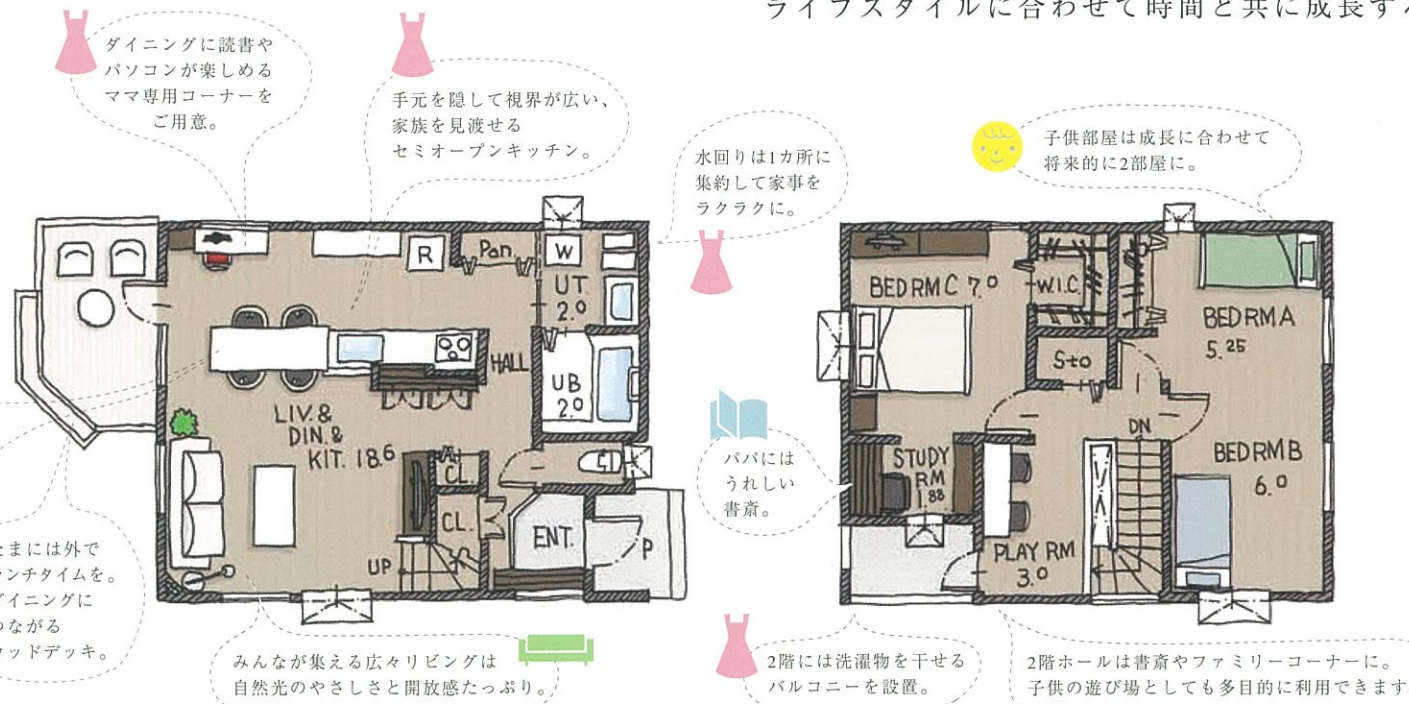 ライフスタイルに合わせて時間と共に成長する
ダイニングに読書や
パソコンが楽しめる
ママ専用コーナーを
ご用意。
手元を隠して視界が広い、
家族を見渡せる
セミオープンキッチン。
水回りは1カ所に
集約して家事を
ラクラクに。
子供部屋は成長に合わせて
将来的に2部屋に。
R
Pan.
W
UT.
2.0
HALL
UB
2.0
LIV. &
DIN. &
KIT. 18.6
CL.
CL.
ENT.
P
UP
BEDRM C 7.0
W.I.C.
BEDRM A
5.25
Sto
DN
BEDRM B
6.0
STUDY
RM
1.88
PLAY RM
3.0
パパには
うれしい
書斎。
たまには外で
ランチタイムを。
ダイニングに
つながる
ウッドデッキ。
みんなが集える広々リビングは
自然光のやさしさと開放感たっぷり。
2階には洗濯物を干せる
バルコニーを設置。
2階ホールは書斎やファミリーコーナーに。
子供の遊び場としても多目的に利用できます